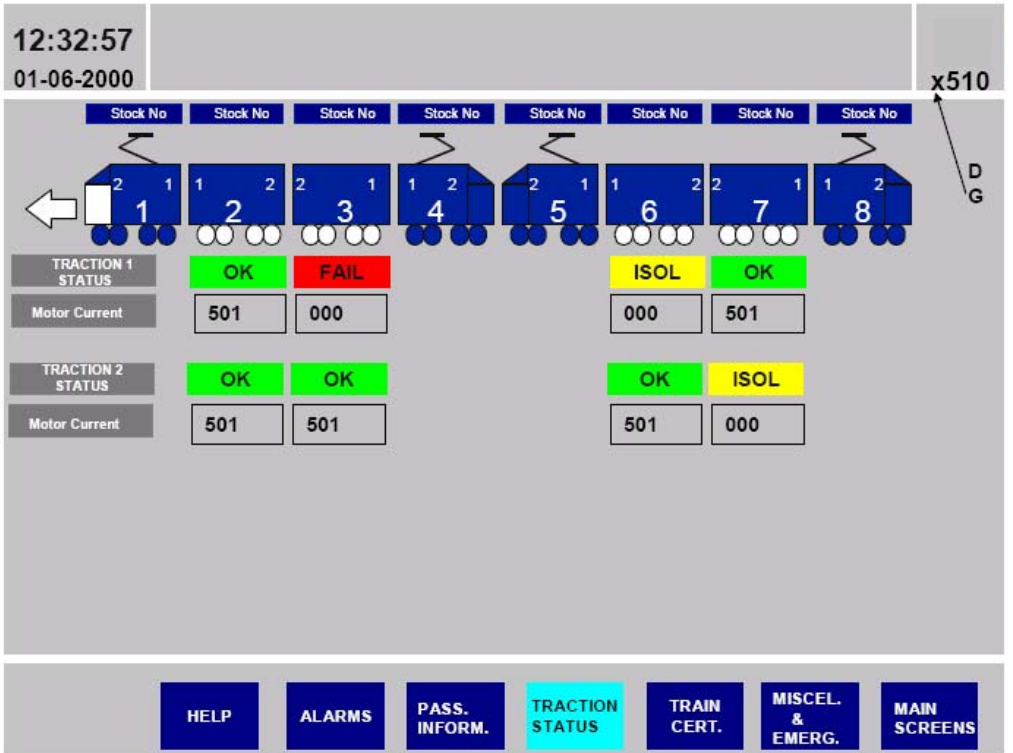 12:32:57
01-06-2000
x510
D
G
Stock No Stock No Stock No Stock No Stock No Stock No Stock No Stock No
2 1 1 2 2 1 1 2 2 1 1 2 2 1 1 2
1 2 3 4 5 6 7 8
TRACTION 1
STATUS
OK FAIL ISOL OK
Motor Current 501 000 000 501
TRACTION 2
STATUS
OK OK OK ISOL
Motor Current 501 501 501 000
HELP
ALARMS
PASS.
INFORM.
TRACTION
STATUS
TRAIN
CERT.
MISCEL.
&
EMERG.
MAIN
SCREENS